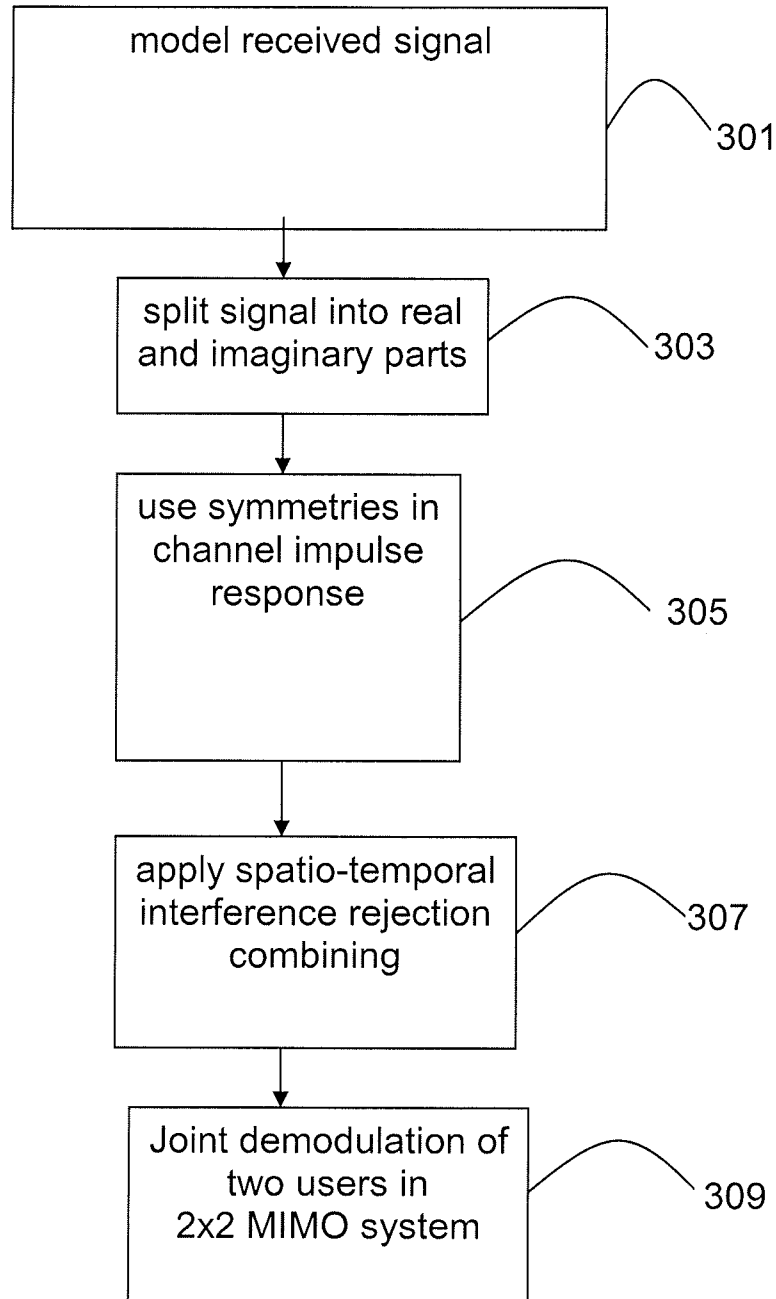 model received signal
301
split signal into real
and imaginary parts
303
use symmetries in
channel impulse
response
305
apply spatio-temporal
interference rejection
combining
307
Joint demodulation of
two users in
2x2 MIMO system
309